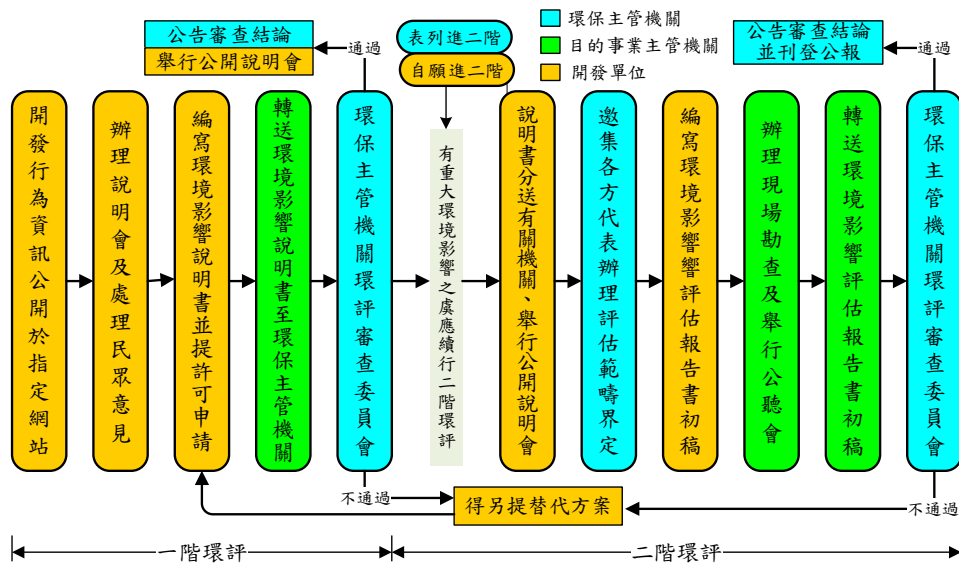 公告審查結論
舉行公開說明會
通過
表列進二階
自願進二階
環保主管機關
目的事業主管機關
開發單位
公告審查結論
並刊登公報
通過
開發行為資訊公開於指定網站
辦理說明會及處理民眾意見
編寫環境影響說明書並提許可申請
轉送環境影響說明書至環保主管機關
環保主管機關環評審查委員會
有重大環境影響之虞應續行二階環評
說明書分送有關機關、舉行公開說明會
邀集各方代表辦理評估範疇界定
編寫環境影響響評估報告書初稿
辦理現場勘查及舉行公聽會
轉送環境影響評估報告書初稿
環保主管機關環評審查委員會
不通過
得另提替代方案
不通過
一階環評
二階環評